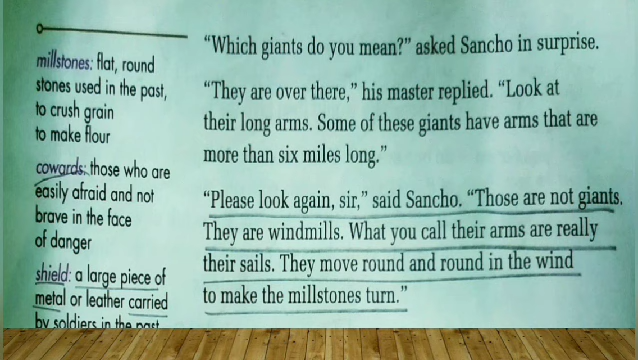 millstones: flat, round
stones used in the past,
to crush grain
to make flour
cowards: those who are
easily afraid and not
brave in the face
of danger
shield: a large piece of
metal or leather carried
by soldiers in the past
“Which giants do you mean?” asked Sancho in surprise.
“They are over there,” his master replied. “Look at
their long arms. Some of these giants have arms that are
more than six miles long.”
“Please look again, sir,” said Sancho. “Those are not giants.
They are windmills. What you call their arms are really
their sails. They move round and round in the wind
to make the millstones turn.”